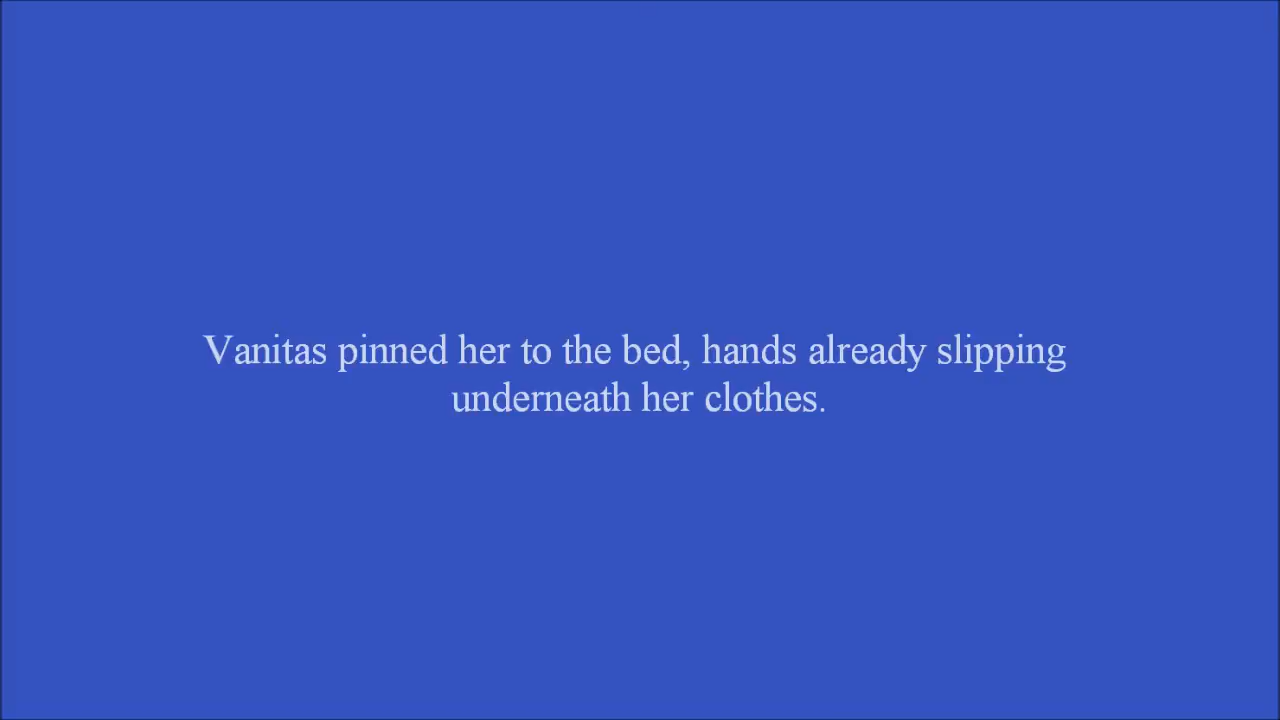 Vanitas pinned her to the bed, hands already slipping
underneath her clothes.